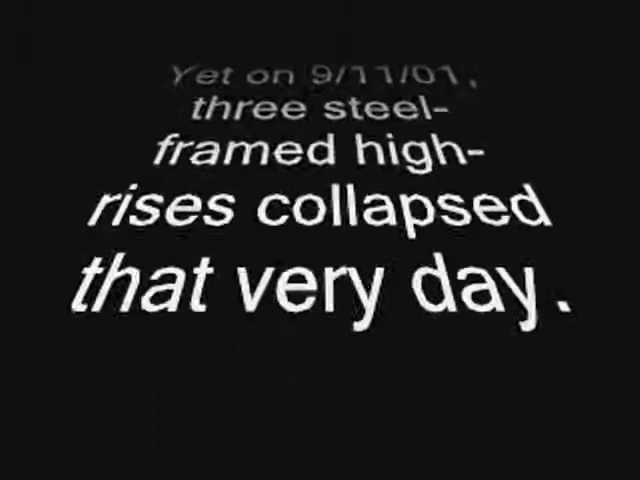 Yet on 9/11/01,
three steel-
framed high-
rises collapsed
that very day.